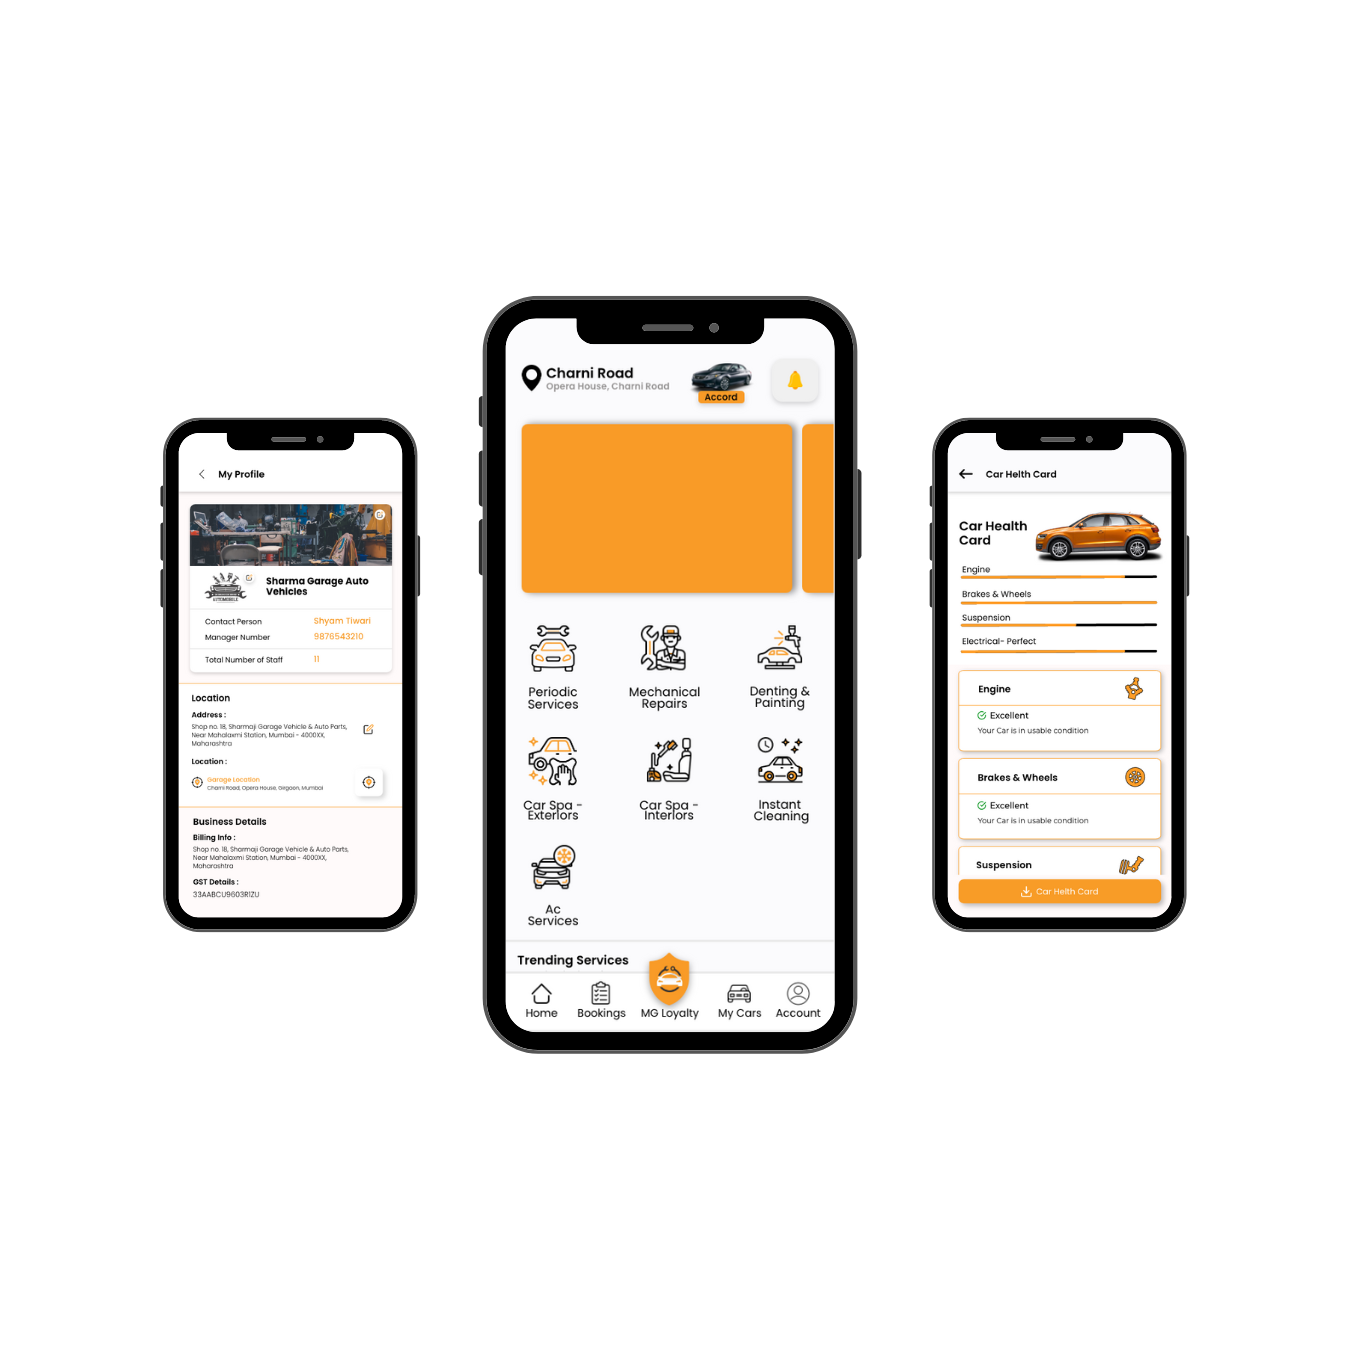 My Profile
Sharma Garage Auto
Vehicles
Contact Person
Shyam Tiwari
Manager Number
9876543210
Total Number of Staff
11
Location
Address :
Shop no. 18, Sharmaji Garage Vehicle & Auto Parts,
Near Mahalaxmi Station, Mumbai - 4000XX,
Maharashtra
Location :
Garage Location
Charni Road, Opera House, Girgaon, Mumbai
Business Details
Billing Info :
Shop no. 18, Sharmaji Garage Vehicle & Auto Parts,
Near Mahalaxmi Station, Mumbai - 4000XX,
Maharashtra
GST Details :
33AABCU9603R1ZU
Charni Road
Opera House, Charni Road
Accord
Periodic
Services
Mechanical
Repairs
Denting &
Painting
Car Spa -
Exteriors
Car Spa -
Interiors
Instant
Cleaning
Ac
Services
Trending Services
Home
Bookings
MG Loyalty
My Cars
Account
Car Helth Card
Car Health
Card
Engine
Brakes & Wheels
Suspension
Electrical- Perfect
Engine
Excellent
Your Car is in usable condition
Brakes & Wheels
Excellent
Your Car is in usable condition
Suspension
Car Helth Card